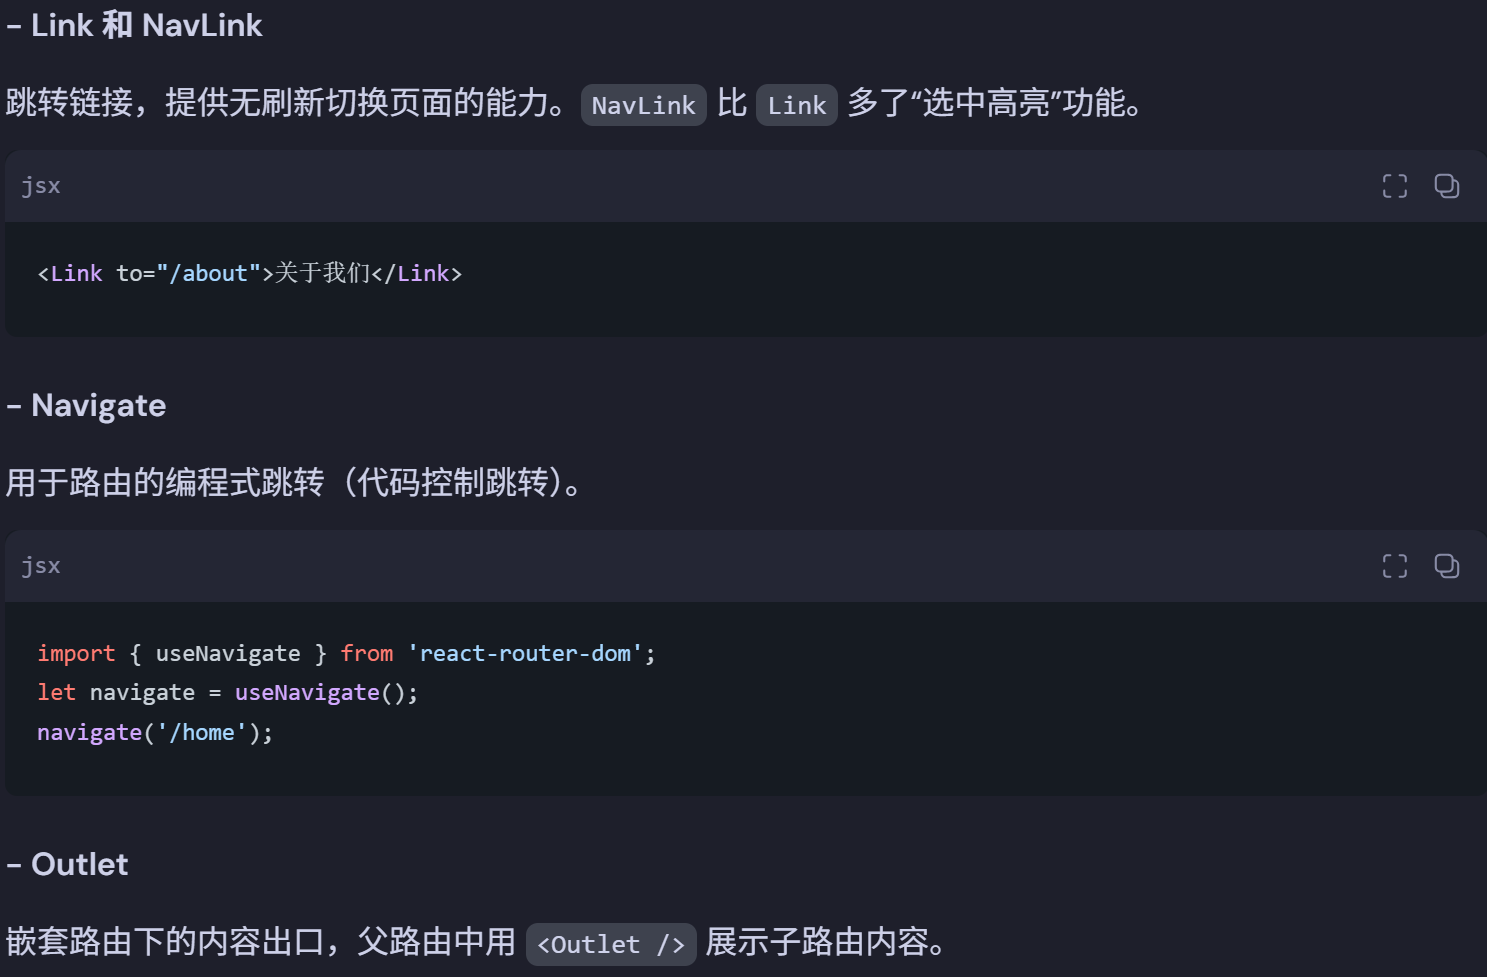 - Link 和 NavLink
跳转链接，提供无刷新切换页面的能力。 NavLink 比 Link 多了“选中高亮”功能。
jsx
<Link to="/about">关于我们</Link>
- Navigate
用于路由的编程式跳转（代码控制跳转）。
jsx
import { useNavigate } from 'react-router-dom';
let navigate = useNavigate();
navigate('/home');
- Outlet
嵌套路由下的内容出口，父路由中用 <Outlet /> 展示子路由内容。